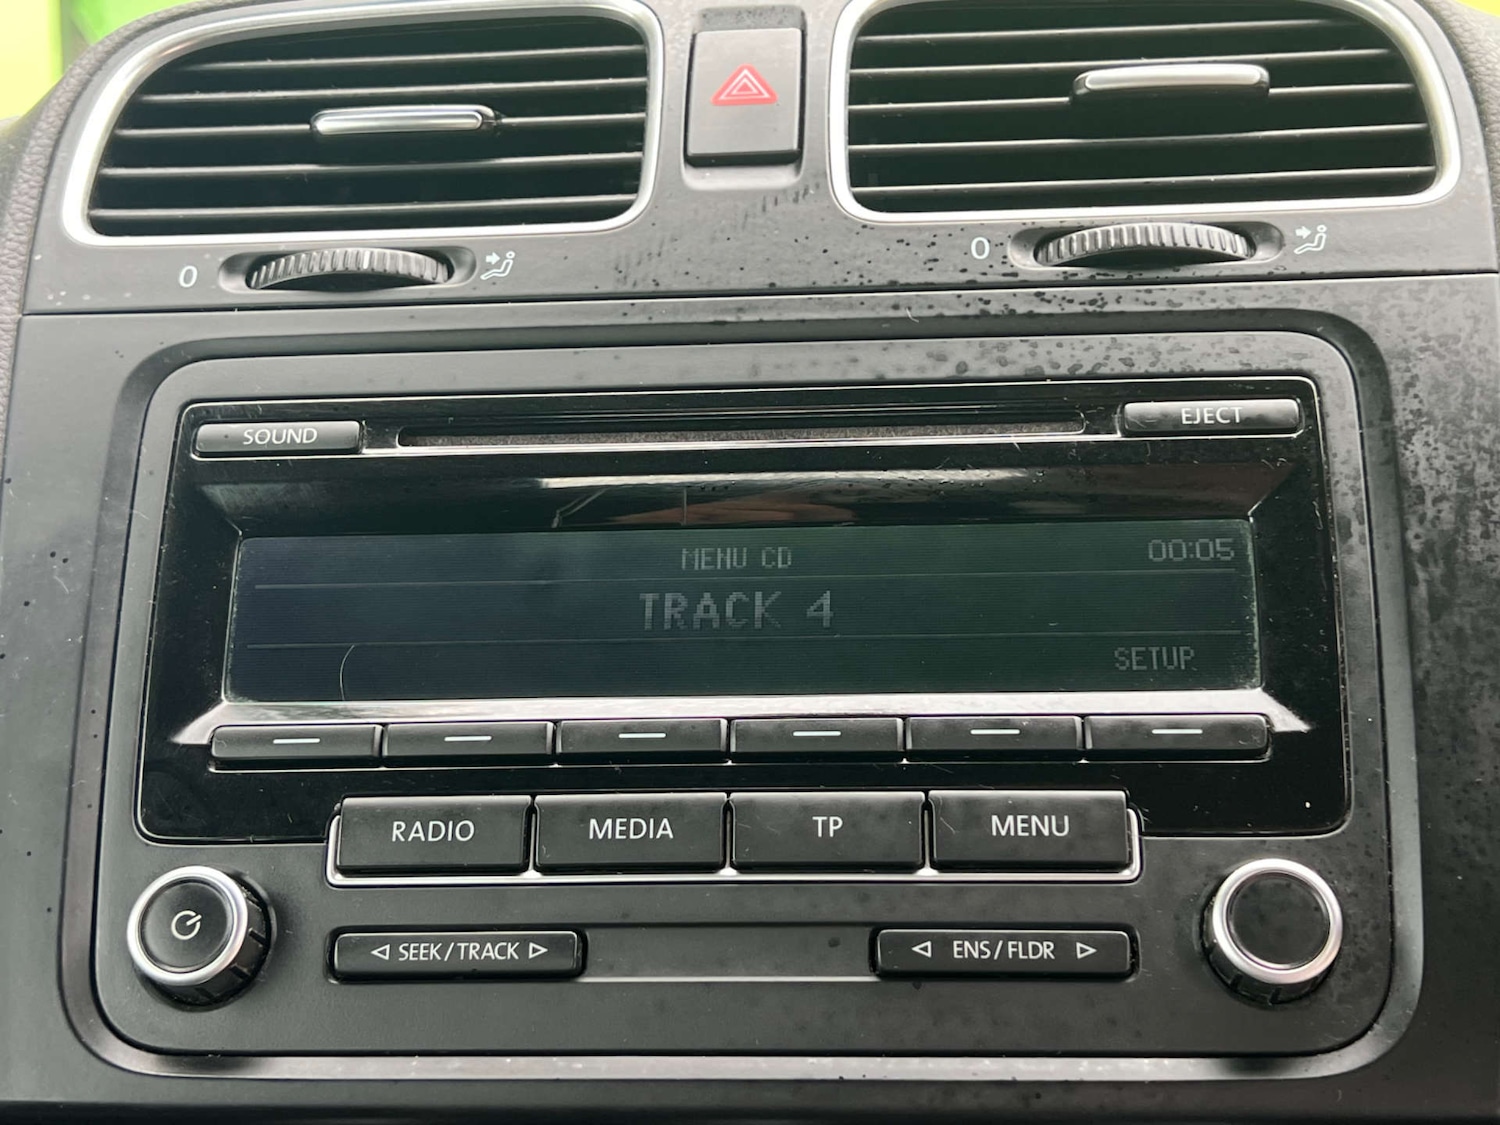 0
0
SOUND
EJECT
MENU CD
00:05
TRACK 4
SETUP
RADIO
MEDIA
TP
MENU
SEEK/TRACK
ENS/FLDR